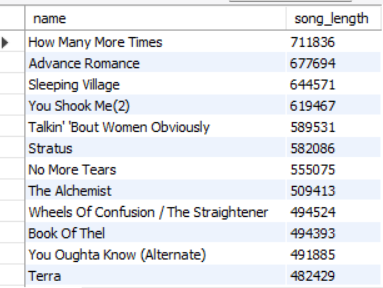 name song_length
How Many More Times 711836
Advance Romance 677694
Sleeping Village 644571
You Shook Me(2) 619467
Talkin' 'Bout Women Obviously 589531
Stratus 582086
No More Tears 555075
The Alchemist 509413
Wheels Of Confusion / The Straightener 494524
Book Of Thel 494393
You Oughta Know (Alternate) 491885
Terra 482429